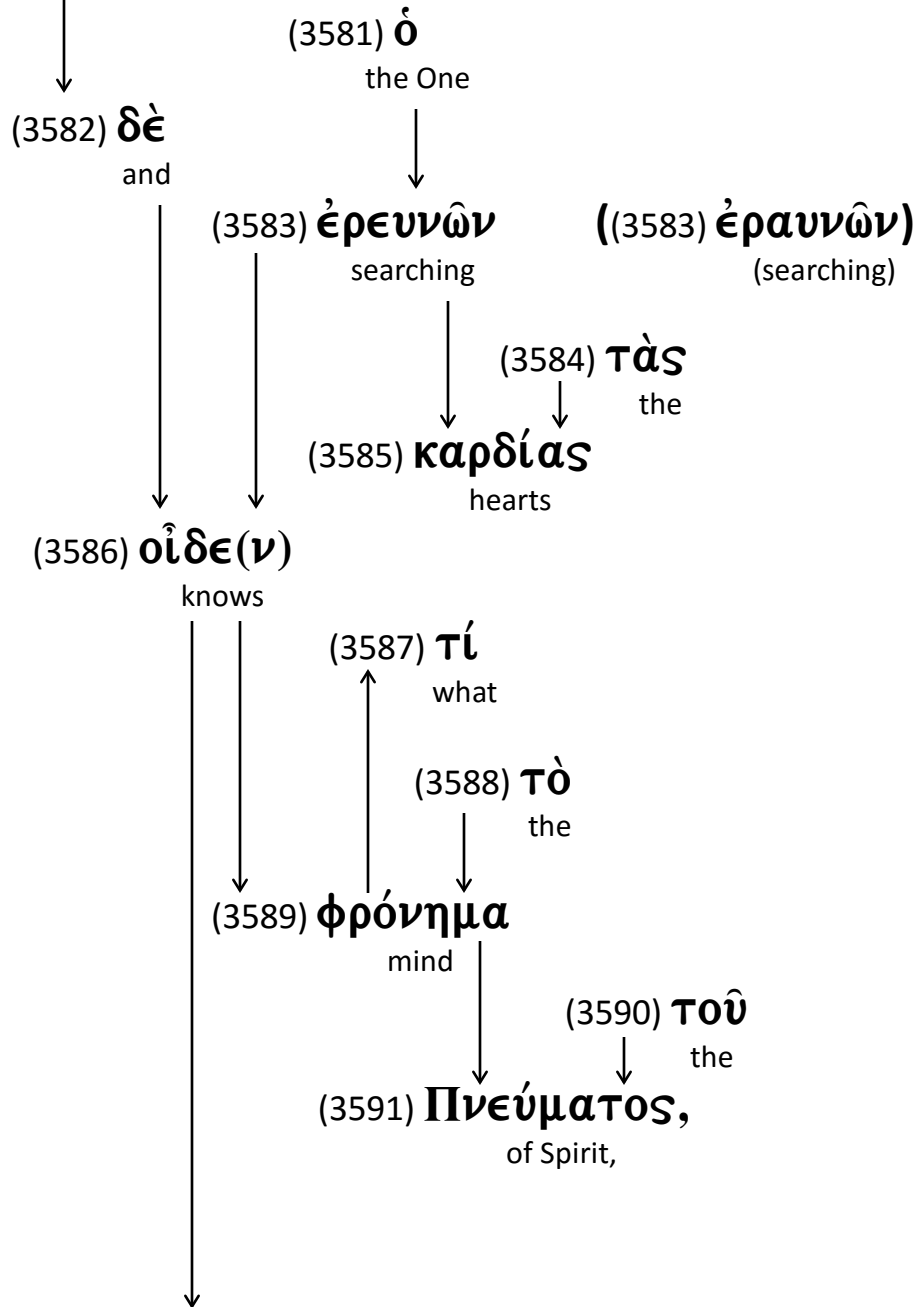 (3581) ὁ
the One
(3582) δὲ
and
(3583) ἐρευνῶν ((3583) ἐραυνῶν)
searching (searching)
(3584) τὰς
the
(3585) καρδίας
hearts
(3586) οἶδε(ν)
knows
(3587) τί
what
(3588) τὸ
the
(3589) φρόνημα
mind
(3590) τοῦ
the
(3591) Πνεύματος,
of Spirit,